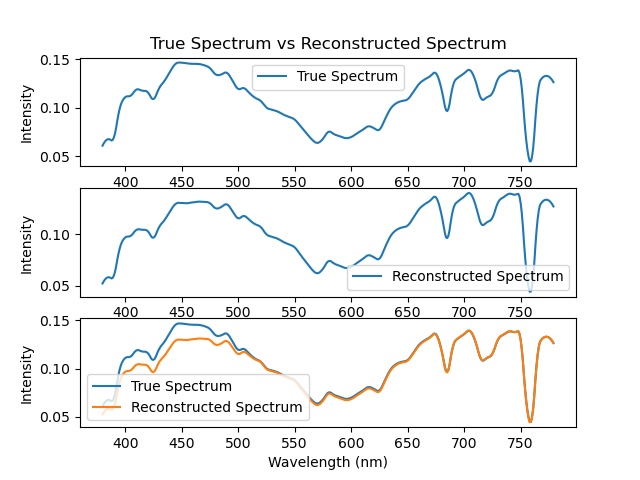 True Spectrum vs Reconstructed Spectrum
0.15
0.10
0.05
Intensity
True Spectrum
400 450 500 550 600 650 700 750
0.10
0.05
Intensity
Reconstructed Spectrum
400 450 500 550 600 650 700 750
0.15
0.10
0.05
Intensity
True Spectrum
Reconstructed Spectrum
400 450 500 550 600 650 700 750
Wavelength (nm)